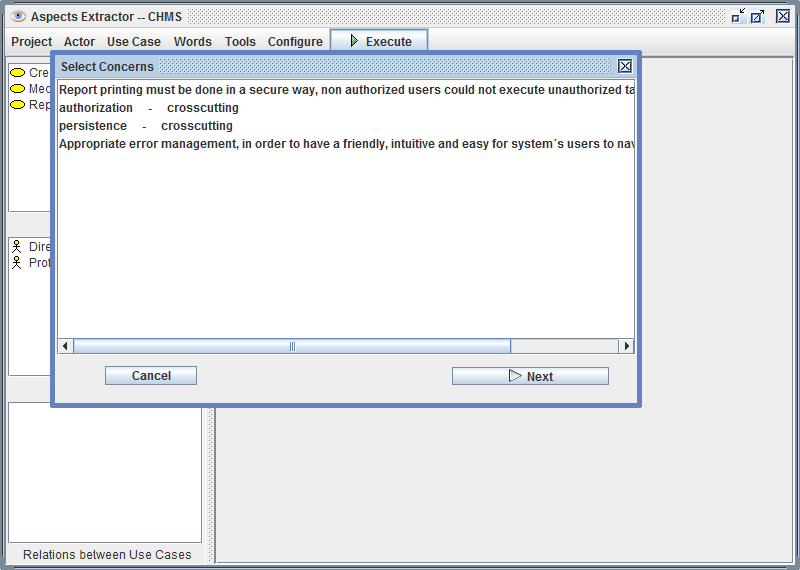 Aspects Extractor -- CHMS
Project Actor Use Case Words Tools Configure Execute
Select Concerns
Cre
Mec
Rep
Report printing must be done in a secure way, non authorized users could not execute unauthorized ta
authorization - crosscutting
persistence - crosscutting
Appropriate error management, in order to have a friendly, intuitive and easy for system´s users to nav
Dire
Prof
Cancel Next
Relations between Use Cases